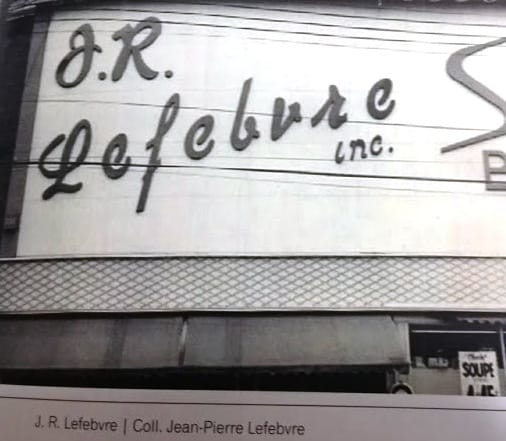 J.R.
Lefebvre
inc.
SOUPE
J. R. Lefebvre | Coll. Jean-Pierre Lefebvre